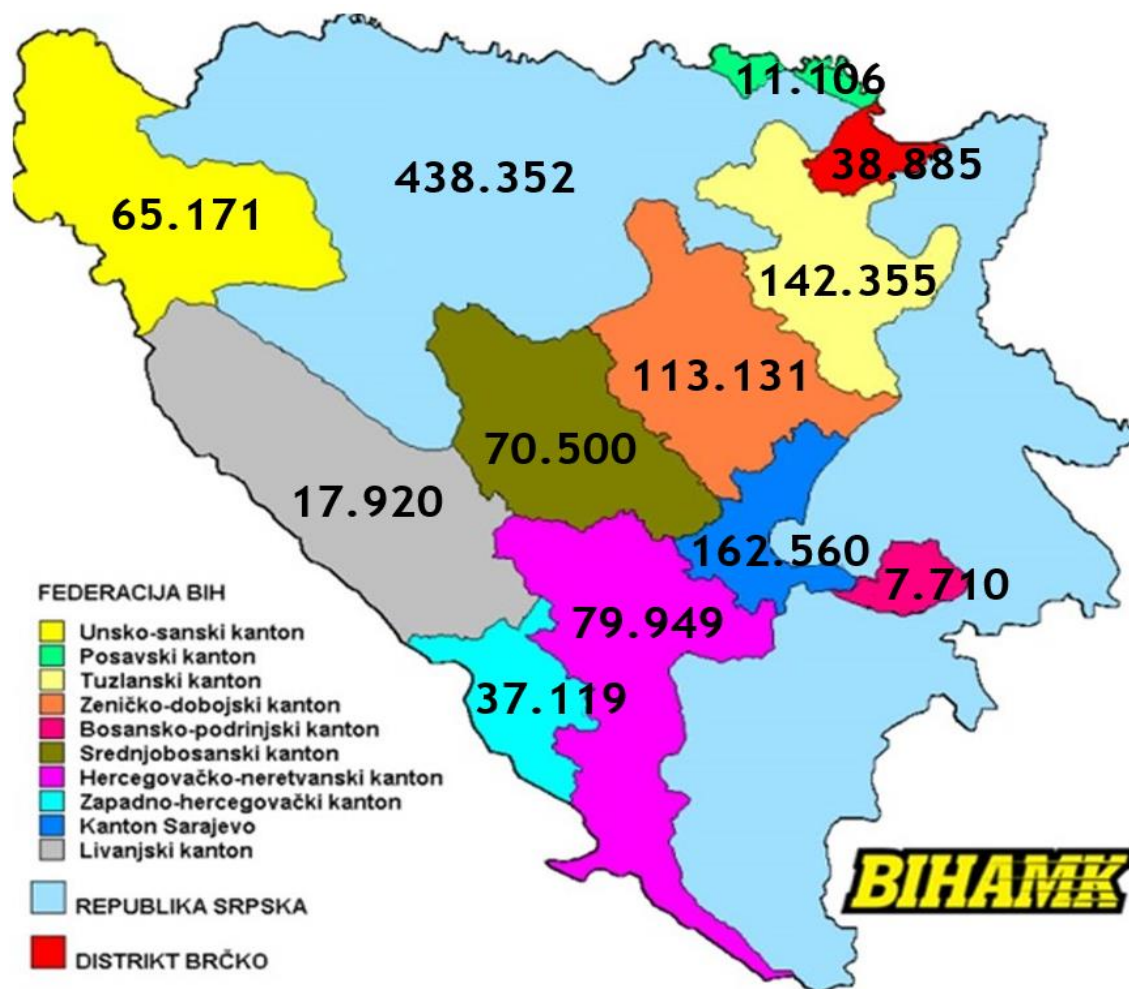 11.106
38.885
438.352
65.171
142.355
113.131
70.500
17.920
162.560
7.710
79.949
37.119
FEDERACIJA BIH
Unsko-sanski kanton
Posavski kanton
Tuzlanski kanton
Zeničko-dobojski kanton
Bosansko-podrinjski kanton
Srednjobosanski kanton
Hercegovačko-neretvanski kanton
Zapadno-hercegovački kanton
Kanton Sarajevo
Livanjski kanton
REPUBLIKA SRPSKA
DISTRIKT BRČKO
BIHAMK